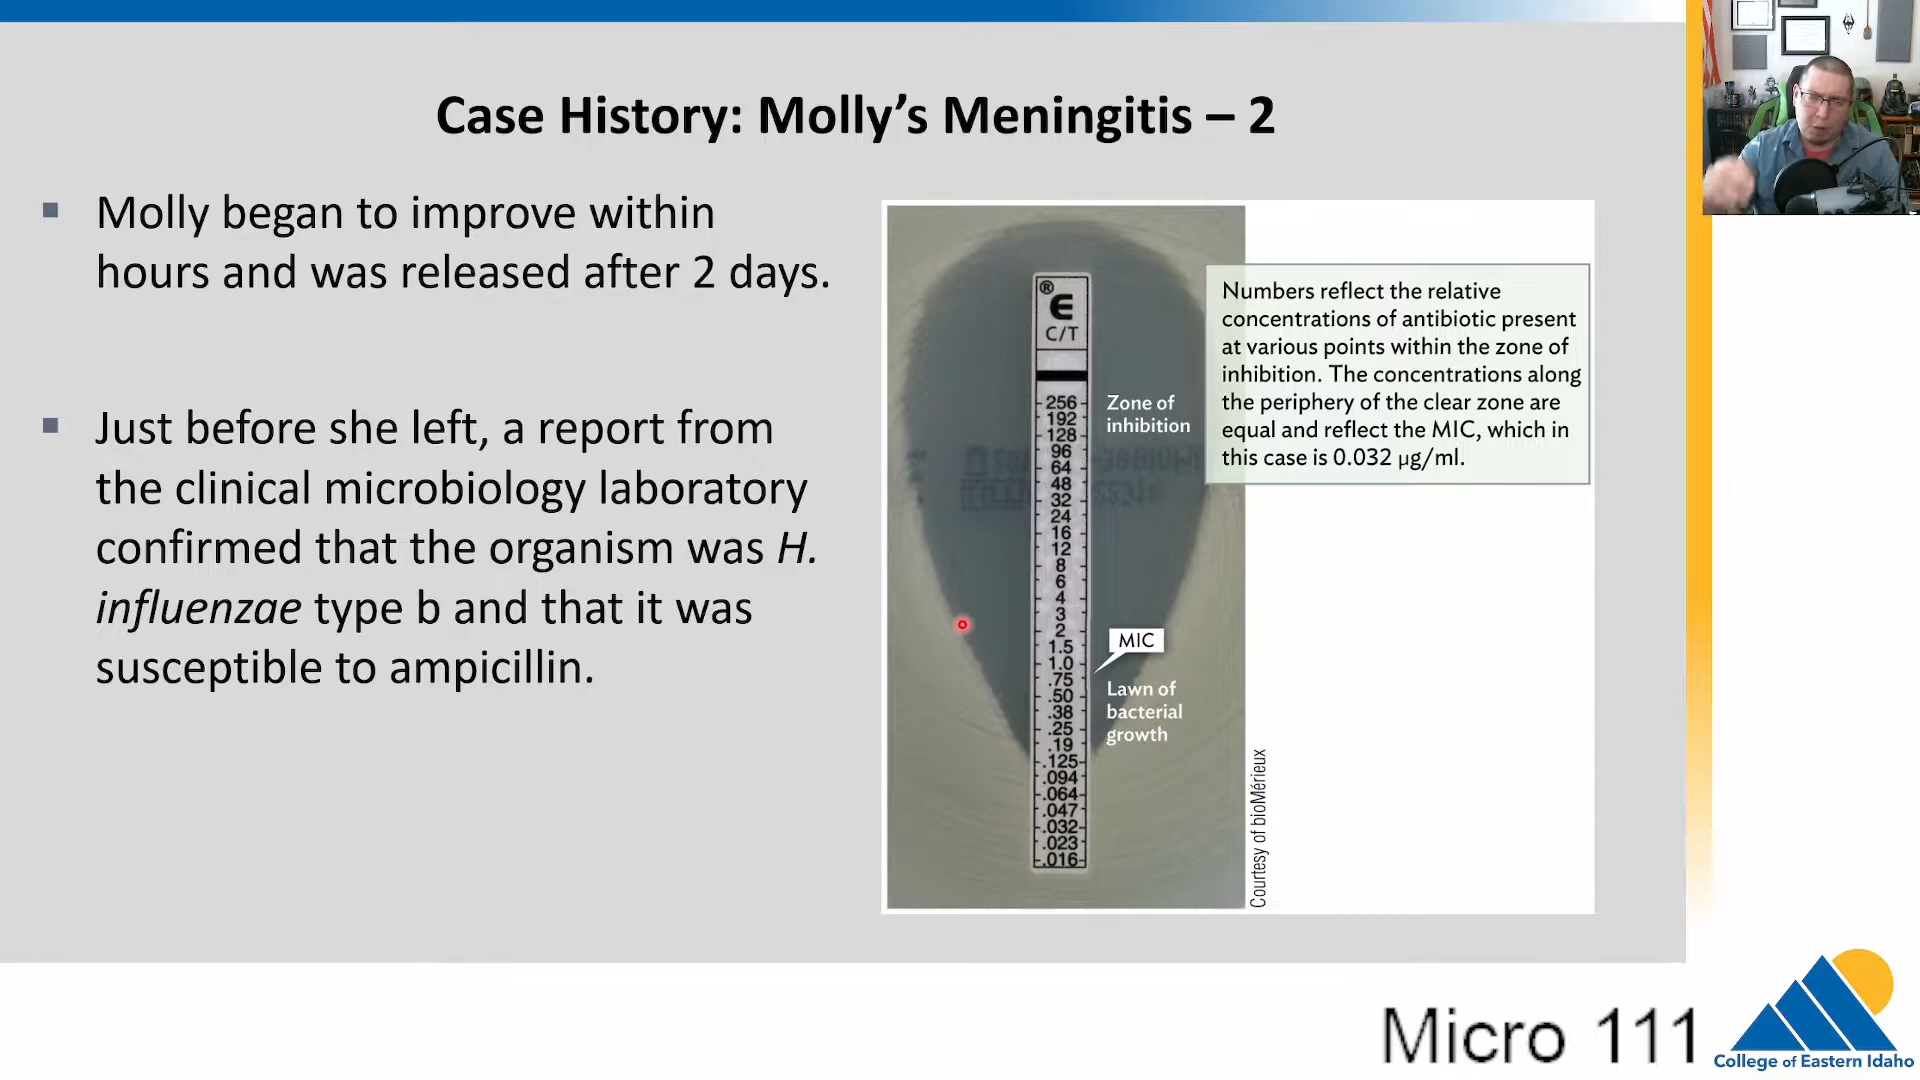 Case History: Molly’s Meningitis – 2
▪ Molly began to improve within
hours and was released after 2 days.
▪ Just before she left, a report from
the clinical microbiology laboratory
confirmed that the organism was H.
influenzae type b and that it was
susceptible to ampicillin.
®
E
C/T
256
192
128
96
64
48
32
24
16
12
8
6
4
3
2
1.5
1.0
.75
.50
.38
.25
.19
.125
.094
.064
.047
.032
.023
.016
Zone of
inhibition
MIC
Lawn of
bacterial
growth
Numbers reflect the relative
concentrations of antibiotic present
at various points within the zone of
inhibition. The concentrations along
the periphery of the clear zone are
equal and reflect the MIC, which in
this case is 0.032 μg/ml.
Courtesy of bioMérieux
Micro 111
College of Eastern Idaho